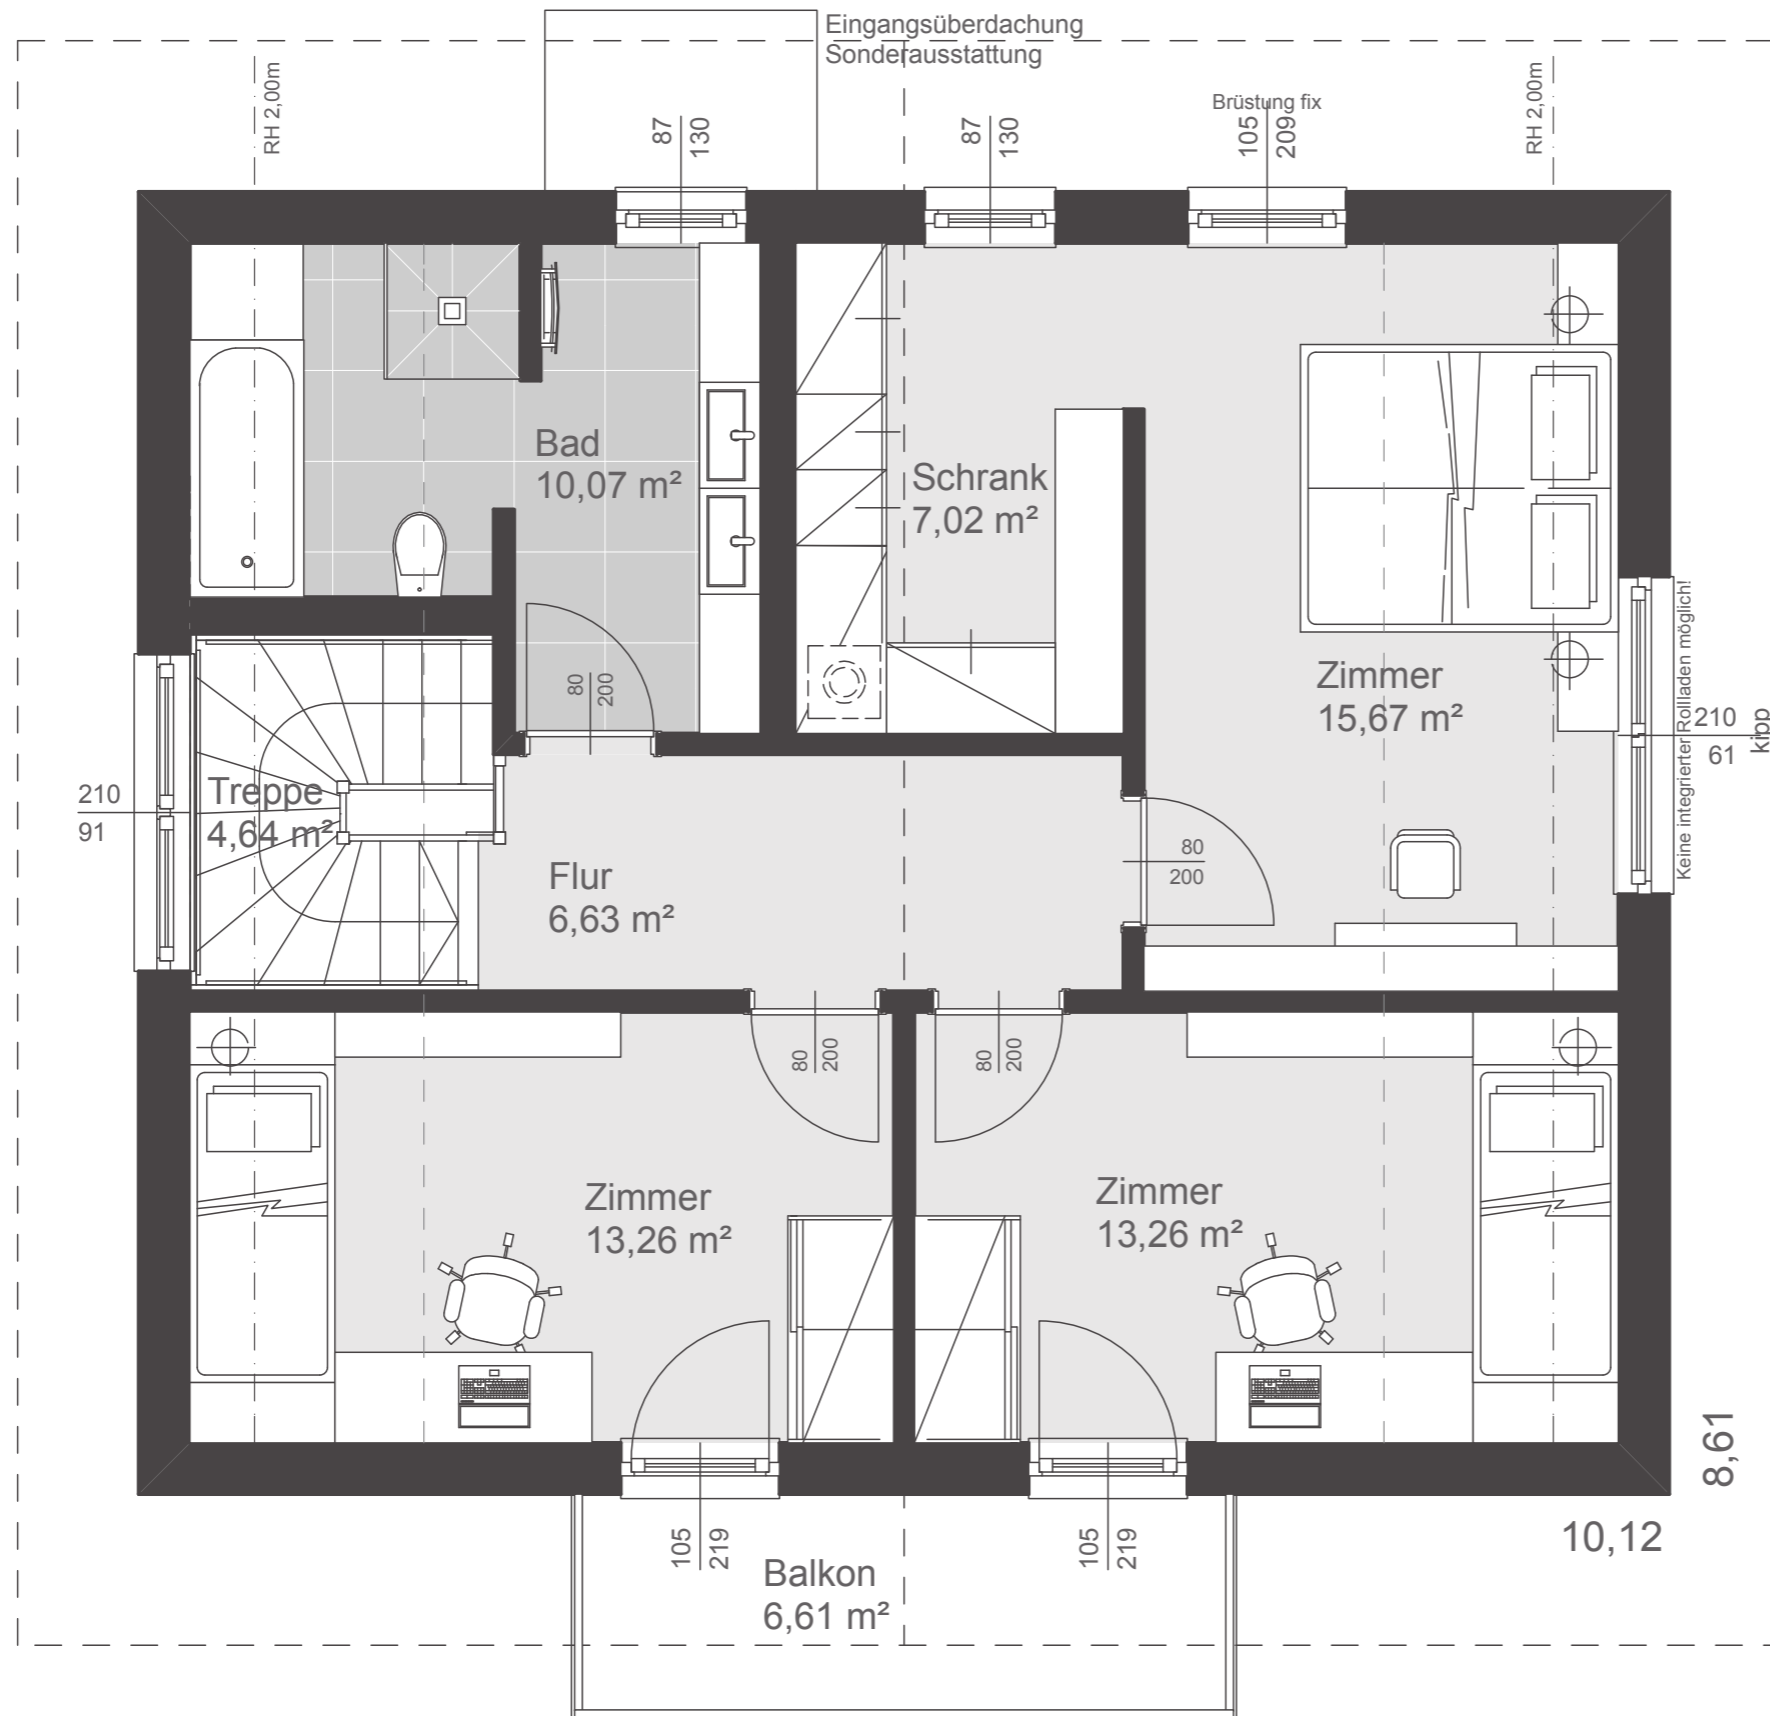 Eingangsüberdachung
Sonderausstattung
RH 2,00m
87
130
87
130
Brüstung fix
105
209
RH 2,00m
Bad
10,07 m²
Schrank
7,02 m²
Zimmer
15,67 m²
Keine integrierter Rollladen möglich!
210
61
kipp
80
200
210
91
Treppe
4,64 m²
Flur
6,63 m²
80
200
80
200
80
200
Zimmer
13,26 m²
Zimmer
13,26 m²
8,61
10,12
105
219
105
219
Balkon
6,61 m²